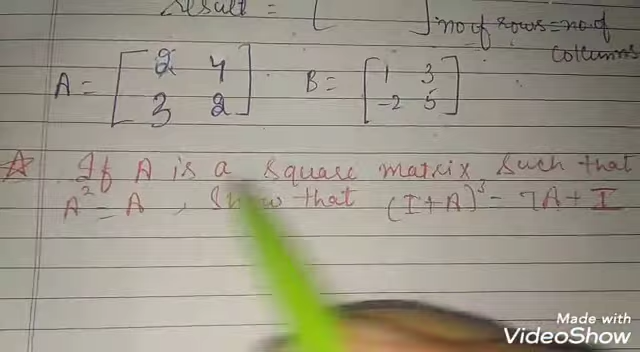 Result =
no of rows = no of
columns
A = [ 2 4
3 2 ]
B = [ 1 3
-2 5 ]
☆ If A is a square matrix, such that
A² = A, show that (I+A)³ = 7A + I
Made with
VideoShow